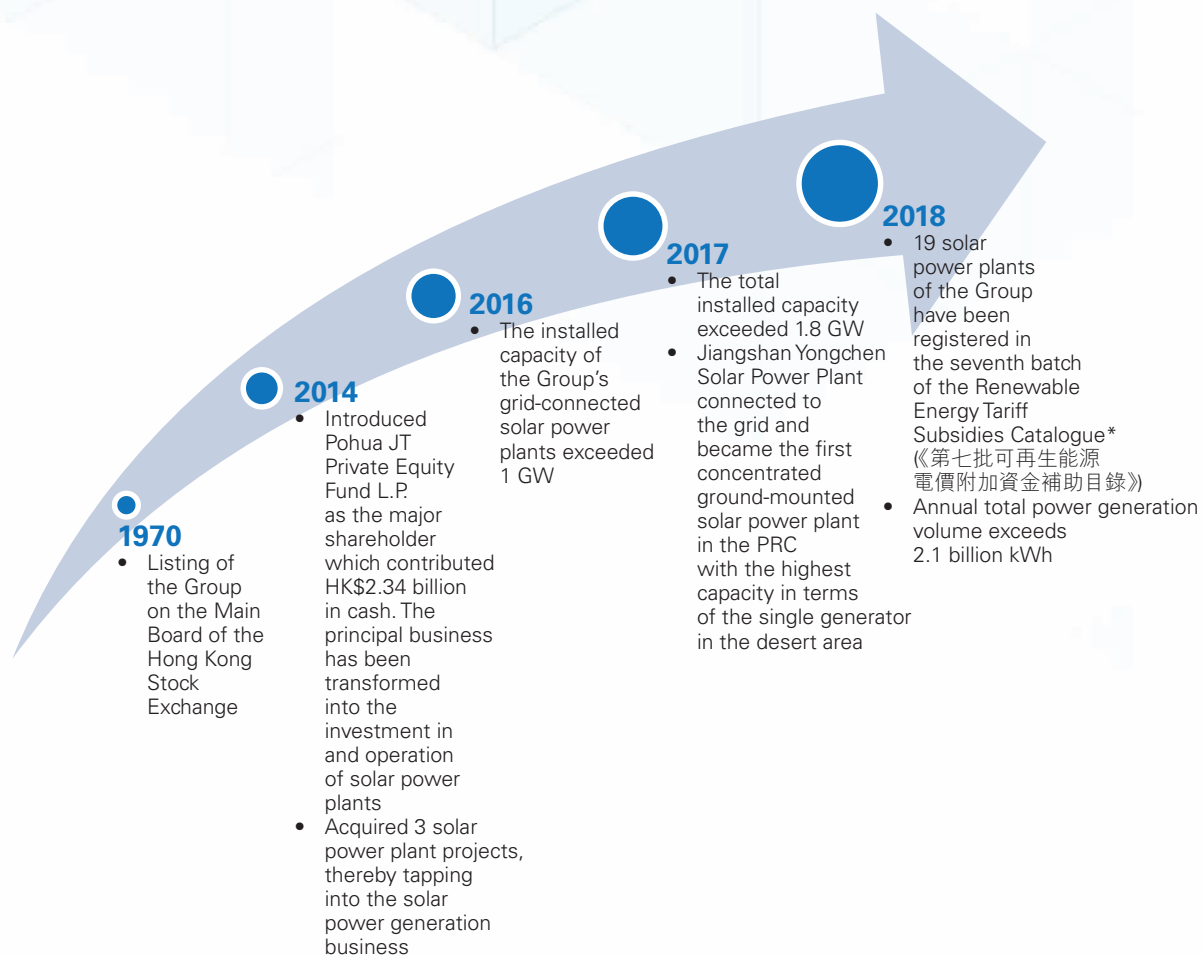 1970
• Listing of
the Group
on the Main
Board of the
Hong Kong
Stock
Exchange
2014
• Introduced
Pohua JT
Private Equity
Fund L.P.
as the major
shareholder
which contributed
HK$2.34 billion
in cash. The
principal business
has been
transformed
into the
investment in
and operation
of solar power
plants
• Acquired 3 solar
power plant projects,
thereby tapping
into the solar
power generation
business
2016
• The installed
capacity of
the Group’s
grid-connected
solar power
plants exceeded
1 GW
2017
• The total
installed capacity
exceeded 1.8 GW
• Jiangshan Yongchen
Solar Power Plant
connected to
the grid and
became the first
concentrated
ground-mounted
solar power plant
in the PRC
with the highest
capacity in terms
of the single generator
in the desert area
2018
• 19 solar
power plants
of the Group
have been
registered in
the seventh batch
of the Renewable
Energy Tariff
Subsidies Catalogue*
(《第七批可再生能源
電價附加資金補助目錄》)
• Annual total power generation
volume exceeds
2.1 billion kWh